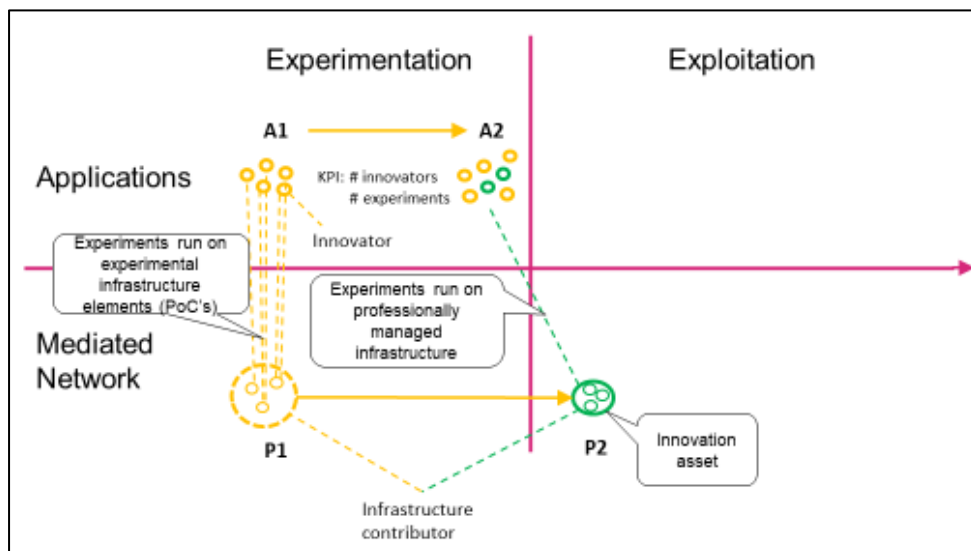 Experimentation
Exploitation
A1
A2
Applications
KPI: # innovators
# experiments
Innovator
Experiments run on
experimental
infrastructure
elements (PoC's)
Experiments run on
professionally
managed
infrastructure
Mediated
Network
P1
P2
Innovation
asset
Infrastructure
contributor